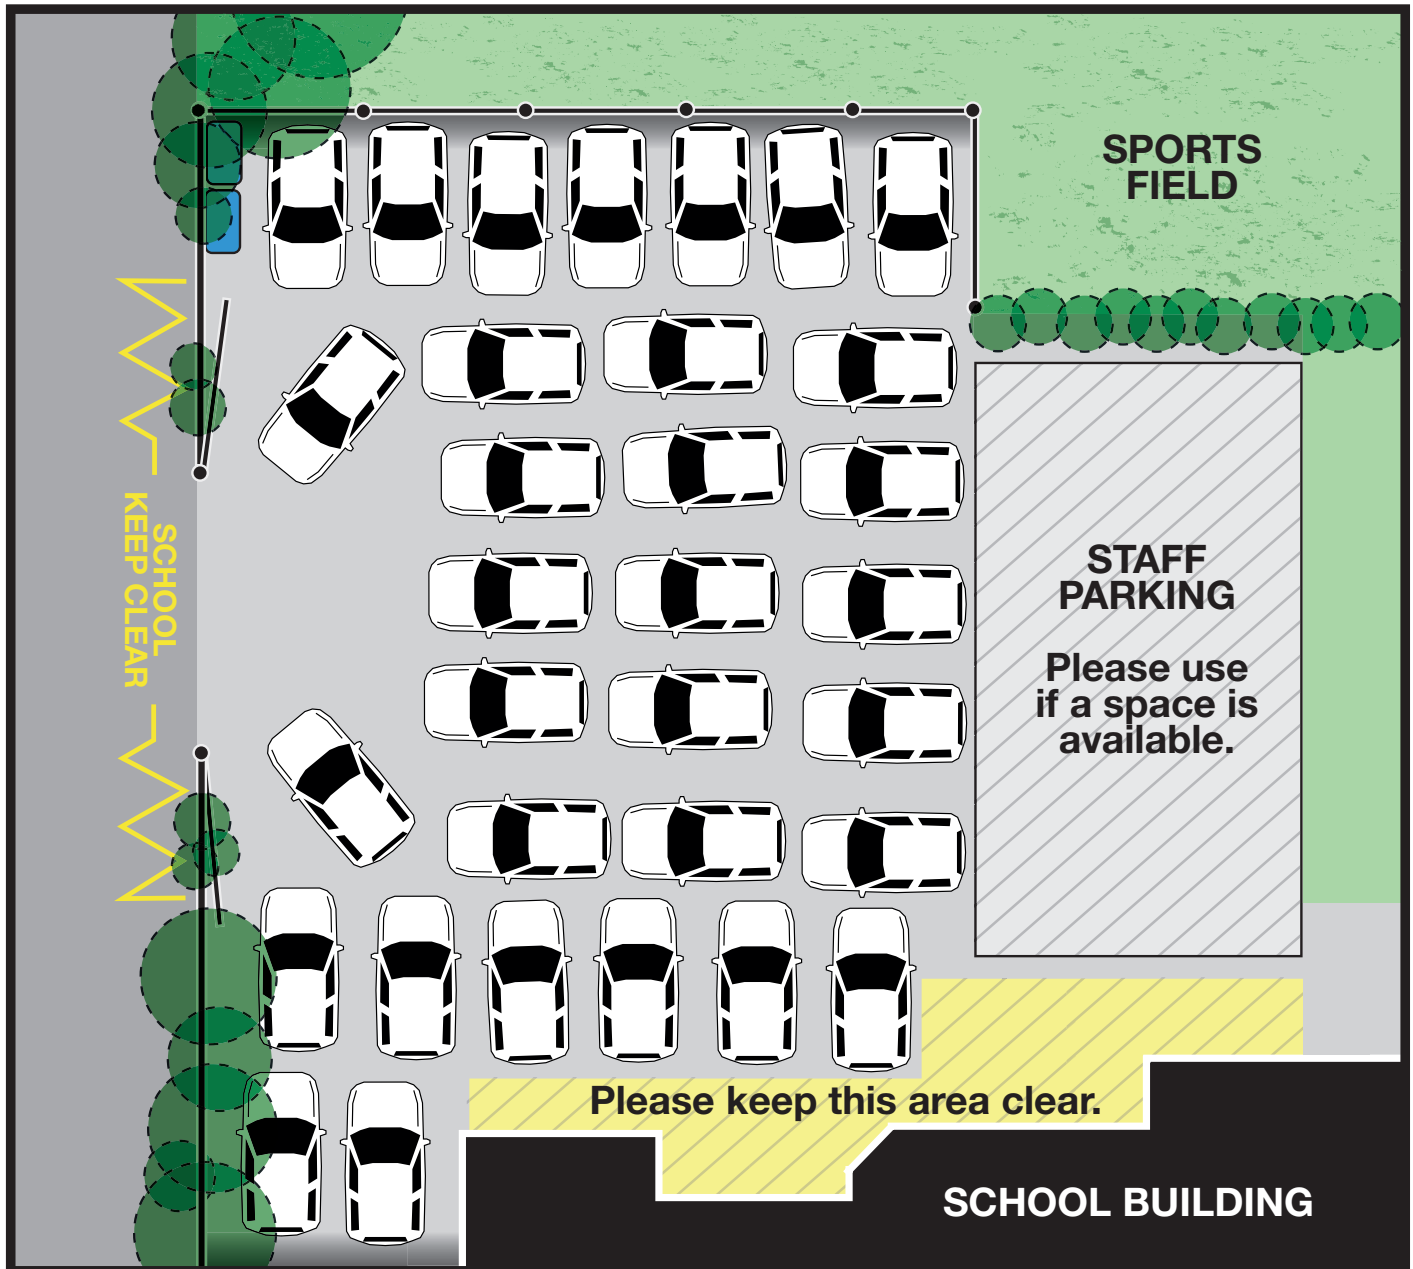 SPORTS
FIELD
SCHOOL
KEEP CLEAR
STAFF
PARKING
Please use
if a space is
available.
Please keep this area clear.
SCHOOL BUILDING